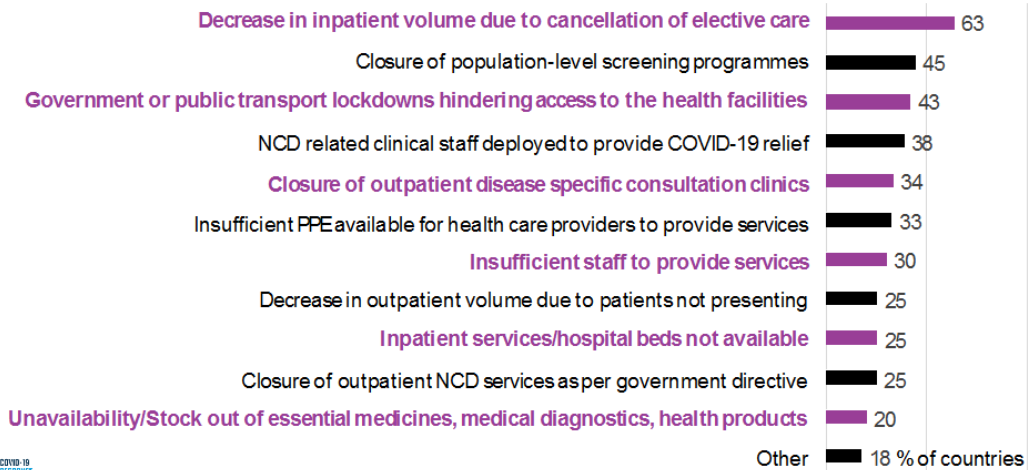 Decrease in inpatient volume due to cancellation of elective care 63
Closure of population-level screening programmes 45
Government or public transport lockdowns hindering access to the health facilities 43
NCD related clinical staff deployed to provide COVID-19 relief 38
Closure of outpatient disease specific consultation clinics 34
Insufficient PPE available for health care providers to provide services 33
Insufficient staff to provide services 30
Decrease in outpatient volume due to patients not presenting 25
Inpatient services/hospital beds not available 25
Closure of outpatient NCD services as per government directive 25
Unavailability/Stock out of essential medicines, medical diagnostics, health products 20
Other 18 % of countries
COVID-19